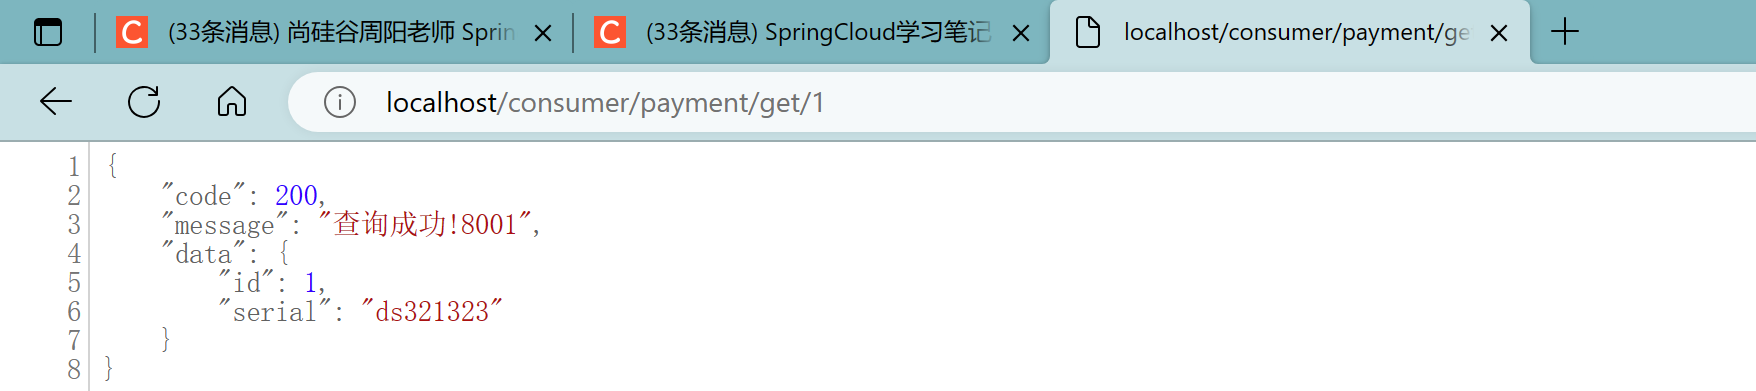 (33条消息) 尚硅谷周阳老师 Sprin
(33条消息) SpringCloud学习笔记
localhost/consumer/payment/ge
localhost/consumer/payment/get/1
1 {
2 "code": 200,
3 "message": "查询成功!8001",
4 "data": {
5 "id": 1,
6 "serial": "ds321323"
7 }
8 }